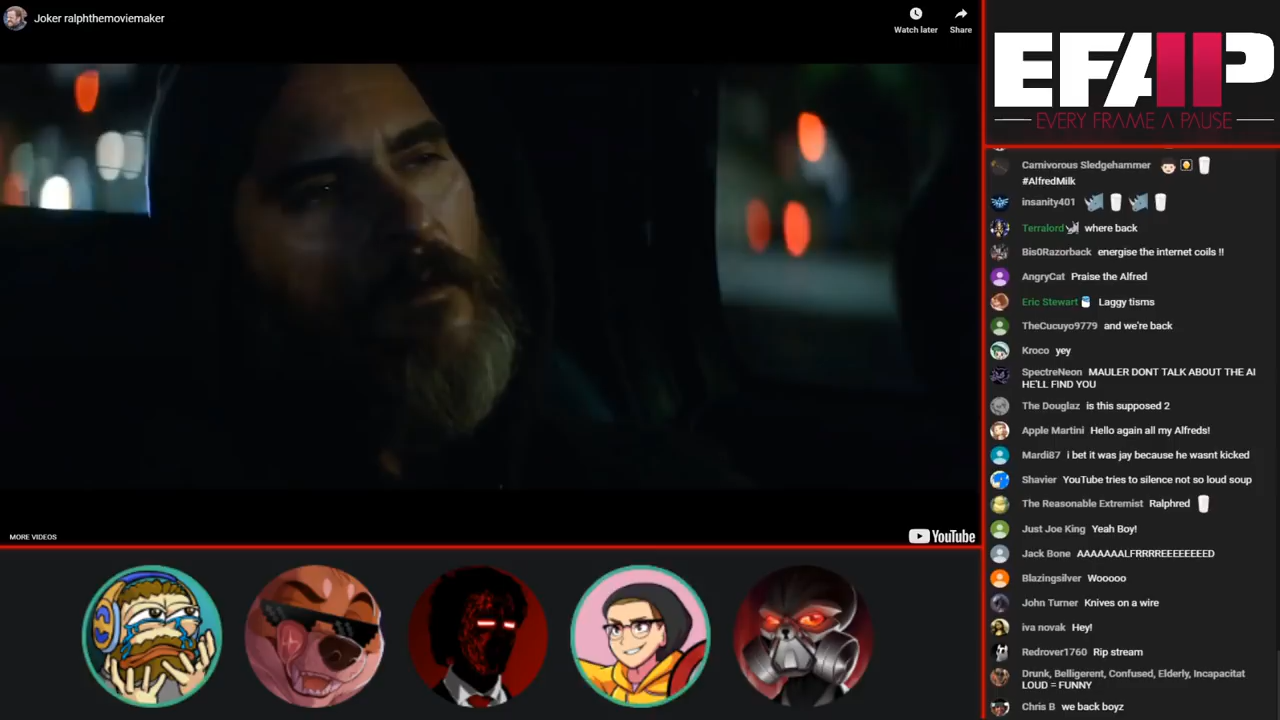 Joker ralphthemoviemaker
Watch later
Share
MORE VIDEOS
YouTube
EFAP
EVERY FRAME A PAUSE
Carnivorous Sledgehammer
#AlfredMilk
insanity401
Terralord where back
Bis0Razorback energise the internet coils !!
AngryCat Praise the Alfred
Eric Stewart Laggy tisms
TheCucuyo9779 and we're back
Kroco yey
SpectreNeon MAULER DONT TALK ABOUT THE AI
HE'LL FIND YOU
The Douglaz is this supposed 2
Apple Martini Hello again all my Alfreds!
Mardi87 i bet it was jay because he wasnt kicked
Shavier YouTube tries to silence not so loud soup
The Reasonable Extremist Ralphred
Just Joe King Yeah Boy!
Jack Bone AAAAAAALFRRRREEEEEEEED
Blazingsilver Wooooo
John Turner Knives on a wire
iva novak Hey!
Redrover1760 Rip stream
Drunk, Belligerent, Confused, Elderly, Incapacitat
LOUD = FUNNY
Chris B we back boyz